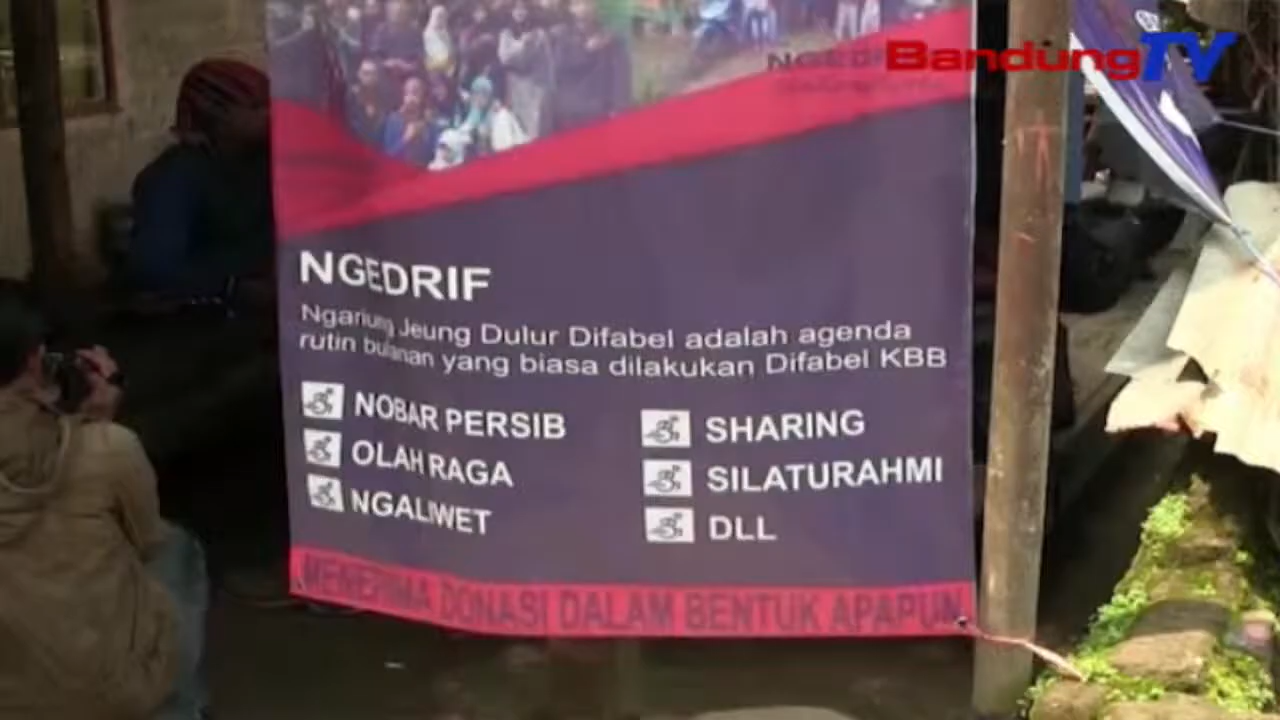 BandungTV
NGEDRIF
Ngariung Jeung Dulur Difabel adalah agenda
rutin bulanan yang biasa dilakukan Difabel KBB
NOBAR PERSIB
OLAH RAGA
NGALIWET
SHARING
SILATURAHMI
DLL
MENERIMA DONASI DALAM BENTUK APAPUN